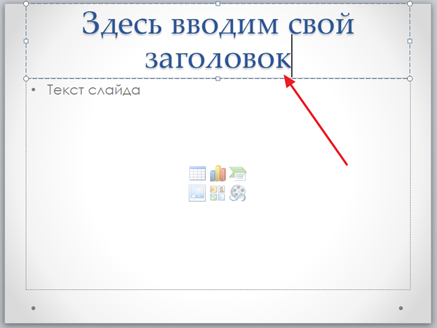 Здесь вводим свой
заголовок
• Текст слайда